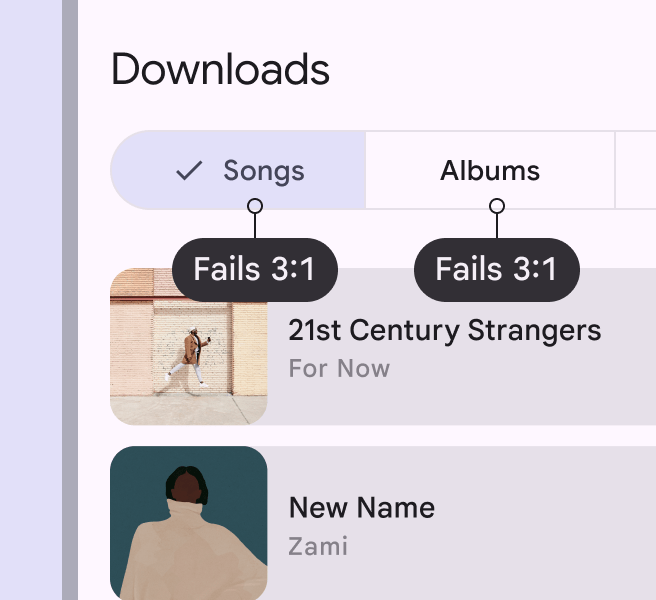 Downloads
Songs
Albums
Fails 3:1
Fails 3:1
21st Century Strangers
For Now
New Name
Zami